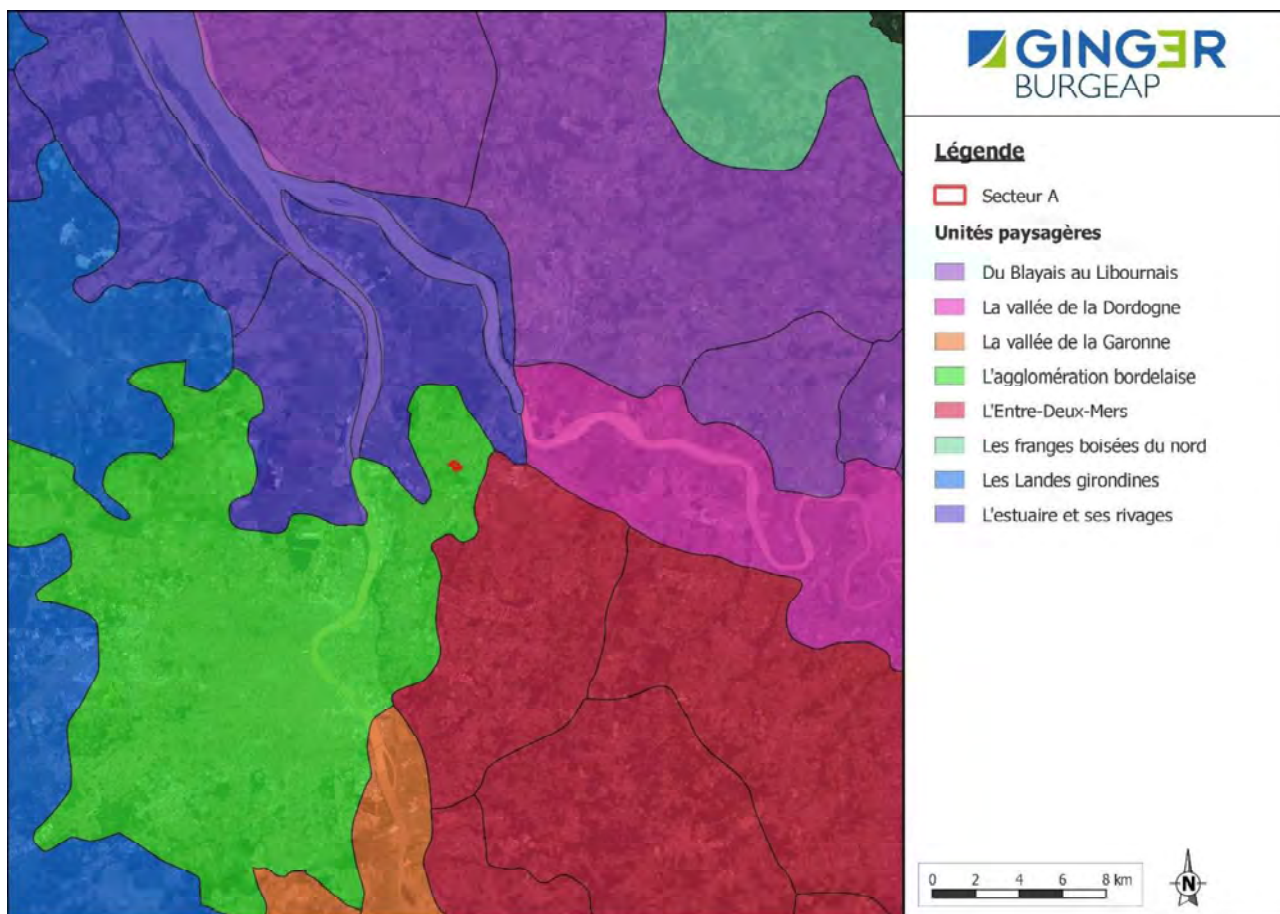 GINGER
BURGEAP
Légende
Secteur A
Unités paysagères
Du Blayais au Libournais
La vallée de la Dordogne
La vallée de la Garonne
L'agglomération bordelaise
L'Entre-Deux-Mers
Les franges boisées du nord
Les Landes girondines
L'estuaire et ses rivages
0 2 4 6 8 km
N